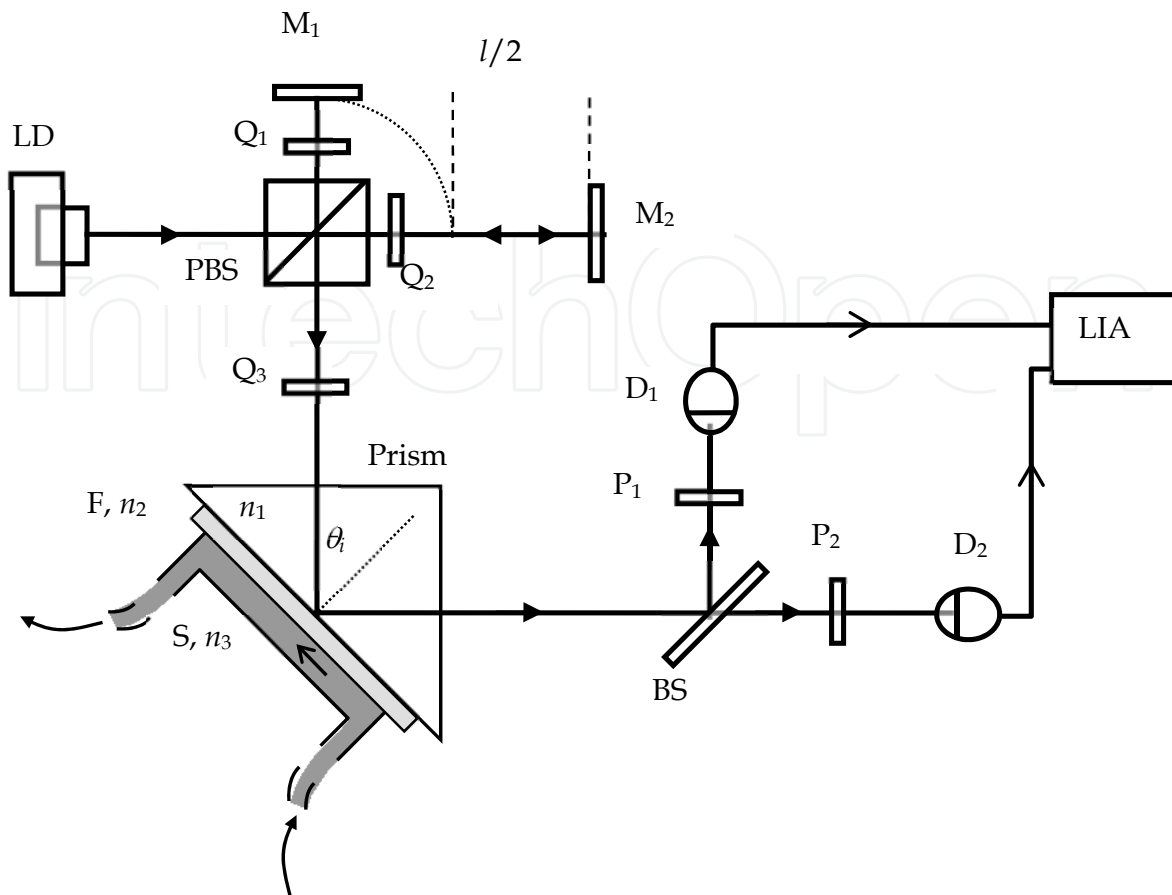 M₁
l/2
LD
Q₁
M₂
PBS
Q₂
IntechOpen
Q₃
LIA
D₁
Prism
F, n₂
n₁
θᵢ
P₁
P₂
D₂
S, n₃
BS